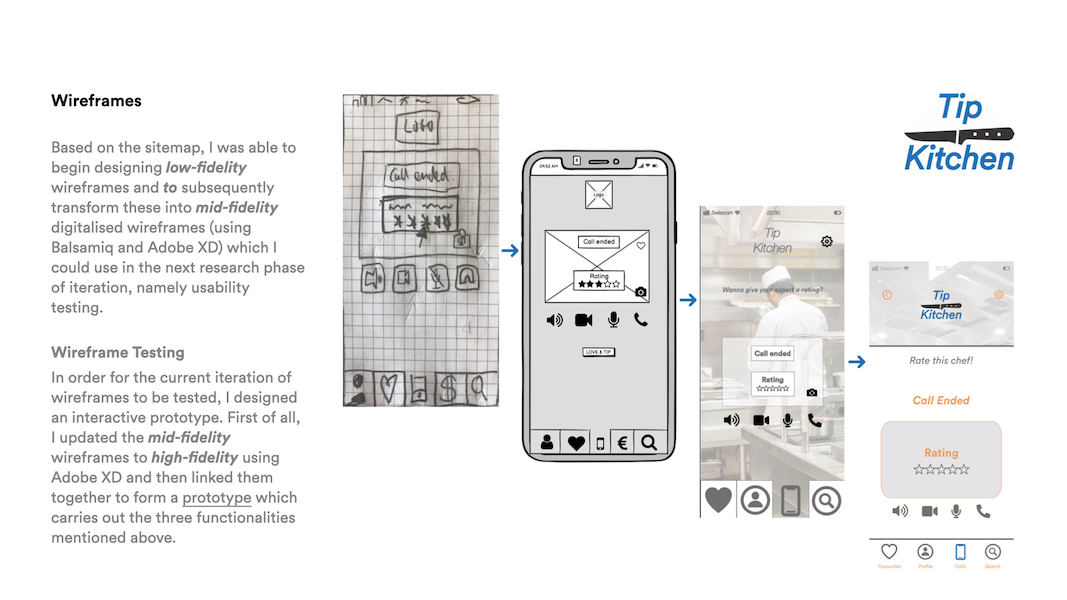 Wireframes
Based on the sitemap, I was able to
begin designing low-fidelity
wireframes and to subsequently
transform these into mid-fidelity
digitalised wireframes (using
Balsamiq and Adobe XD) which I
could use in the next research phase
of iteration, namely usability
testing.
Wireframe Testing
In order for the current iteration of
wireframes to be tested, I designed
an interactive prototype. First of all,
I updated the mid-fidelity
wireframes to high-fidelity using
Adobe XD and then linked them
together to form a prototype which
carries out the three functionalities
mentioned above.
LOGO
Call ended.
$
09:52 AM
Logo
Call ended
Rating
LOVE & TIP
€
Swisscom
Tip
Kitchen
Wanna give your expert a rating?
Call ended
Rating
Tip
Kitchen
Swisscom
Tip
Kitchen
Rate this chef!
Call Ended
Rating
Favourites
Profile
Calls
Search